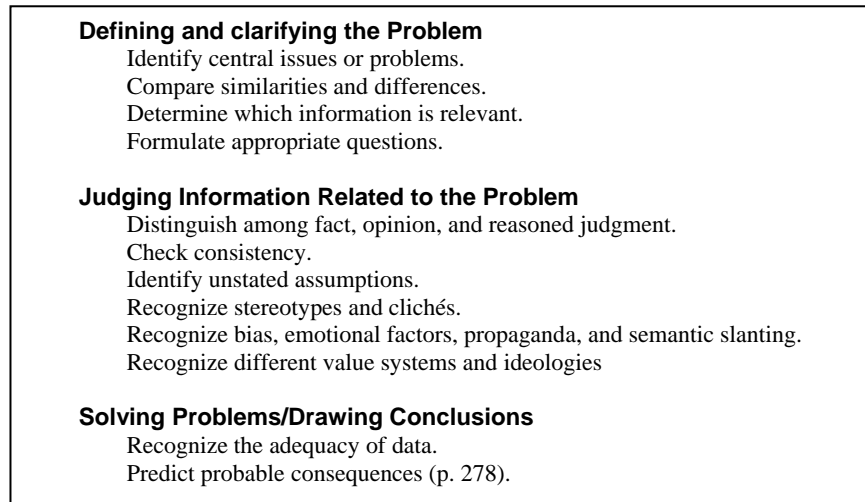 Defining and clarifying the Problem
Identify central issues or problems.
Compare similarities and differences.
Determine which information is relevant.
Formulate appropriate questions.
Judging Information Related to the Problem
Distinguish among fact, opinion, and reasoned judgment.
Check consistency.
Identify unstated assumptions.
Recognize stereotypes and clichés.
Recognize bias, emotional factors, propaganda, and semantic slanting.
Recognize different value systems and ideologies
Solving Problems/Drawing Conclusions
Recognize the adequacy of data.
Predict probable consequences (p. 278).